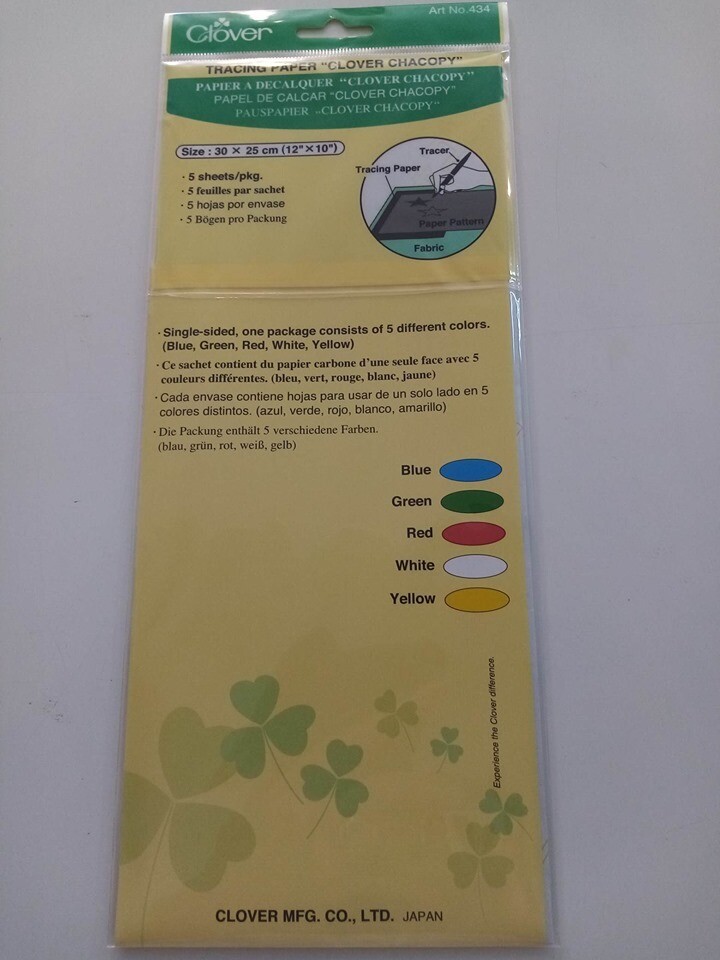 Clover
Art No.434
TRACING PAPER "CLOVER CHACOPY"
PAPIER A DECALQUER "CLOVER CHACOPY"
PAPEL DE CALCAR "CLOVER CHACOPY"
PAUSPAPIER „CLOVER CHACOPY"
Size : 30 × 25 cm (12"×10")
· 5 sheets/pkg.
· 5 feuilles par sachet
· 5 hojas por envase
· 5 Bögen pro Packung
Tracer
Tracing Paper
Paper Pattern
Fabric
· Single-sided, one package consists of 5 different colors.
(Blue, Green, Red, White, Yellow)
· Ce sachet contient du papier carbone d'une seule face avec 5
couleurs différentes. (bleu, vert, rouge, blanc, jaune)
· Cada envase contiene hojas para usar de un solo lado en 5
colores distintos. (azul, verde, rojo, blanco, amarillo)
· Die Packung enthält 5 verschiedene Farben.
(blau, grün, rot, weiß, gelb)
Blue
Green
Red
White
Yellow
Experience the Clover difference.
CLOVER MFG. CO., LTD. JAPAN